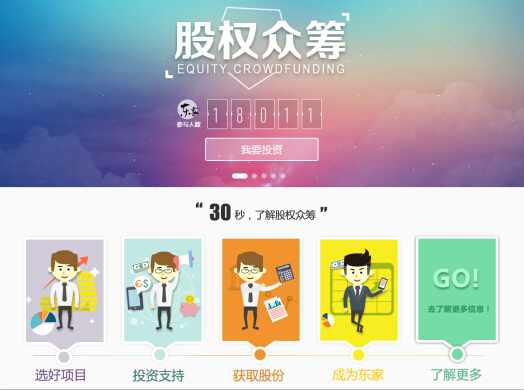 股权众筹
EQUITY CROWDFUNDING
东家
参与人数
18011
我要投资
“ 30 秒，了解股权众筹 ”
GO!
去了解更多信息！
选好项目
投资支持
获取股份
成为东家
了解更多